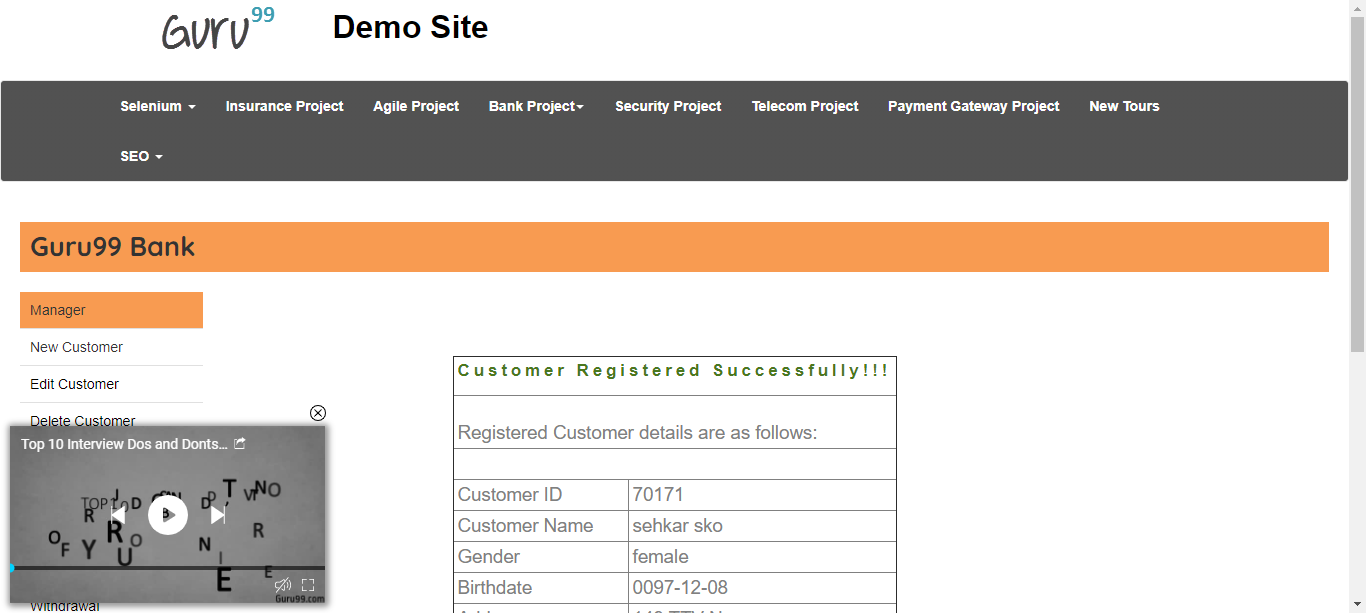 Guru99 Demo Site
Selenium Insurance Project Agile Project Bank Project Security Project Telecom Project Payment Gateway Project New Tours
SEO
Guru99 Bank
Manager
New Customer
Edit Customer
Delete Customer
Top 10 Interview Dos and Donts...
Guru99.com
Withdrawal
Customer Registered Successfully!!!
Registered Customer details are as follows:
Customer ID 70171
Customer Name sehkar sko
Gender female
Birthdate 0097-12-08